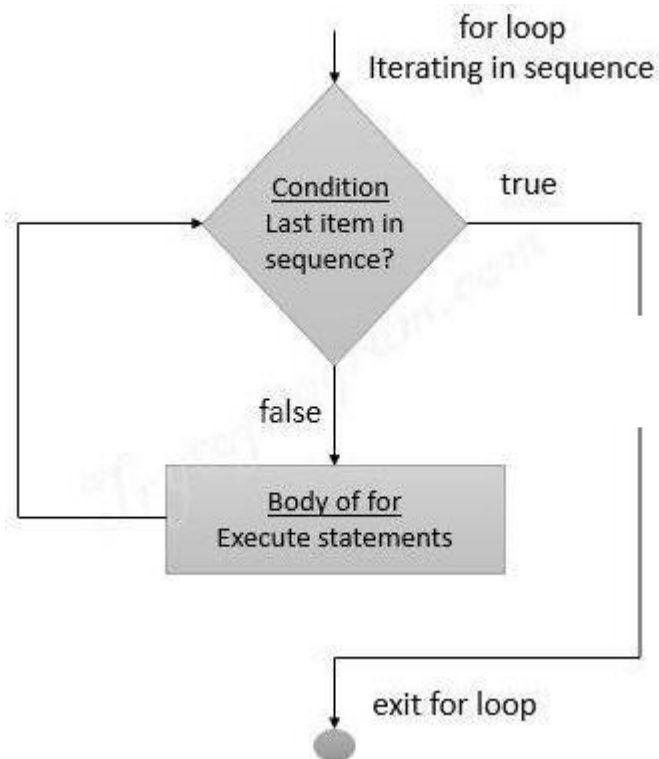 for loop
Iterating in sequence
Condition
Last item in
sequence?
true
false
Body of for
Execute statements
exit for loop